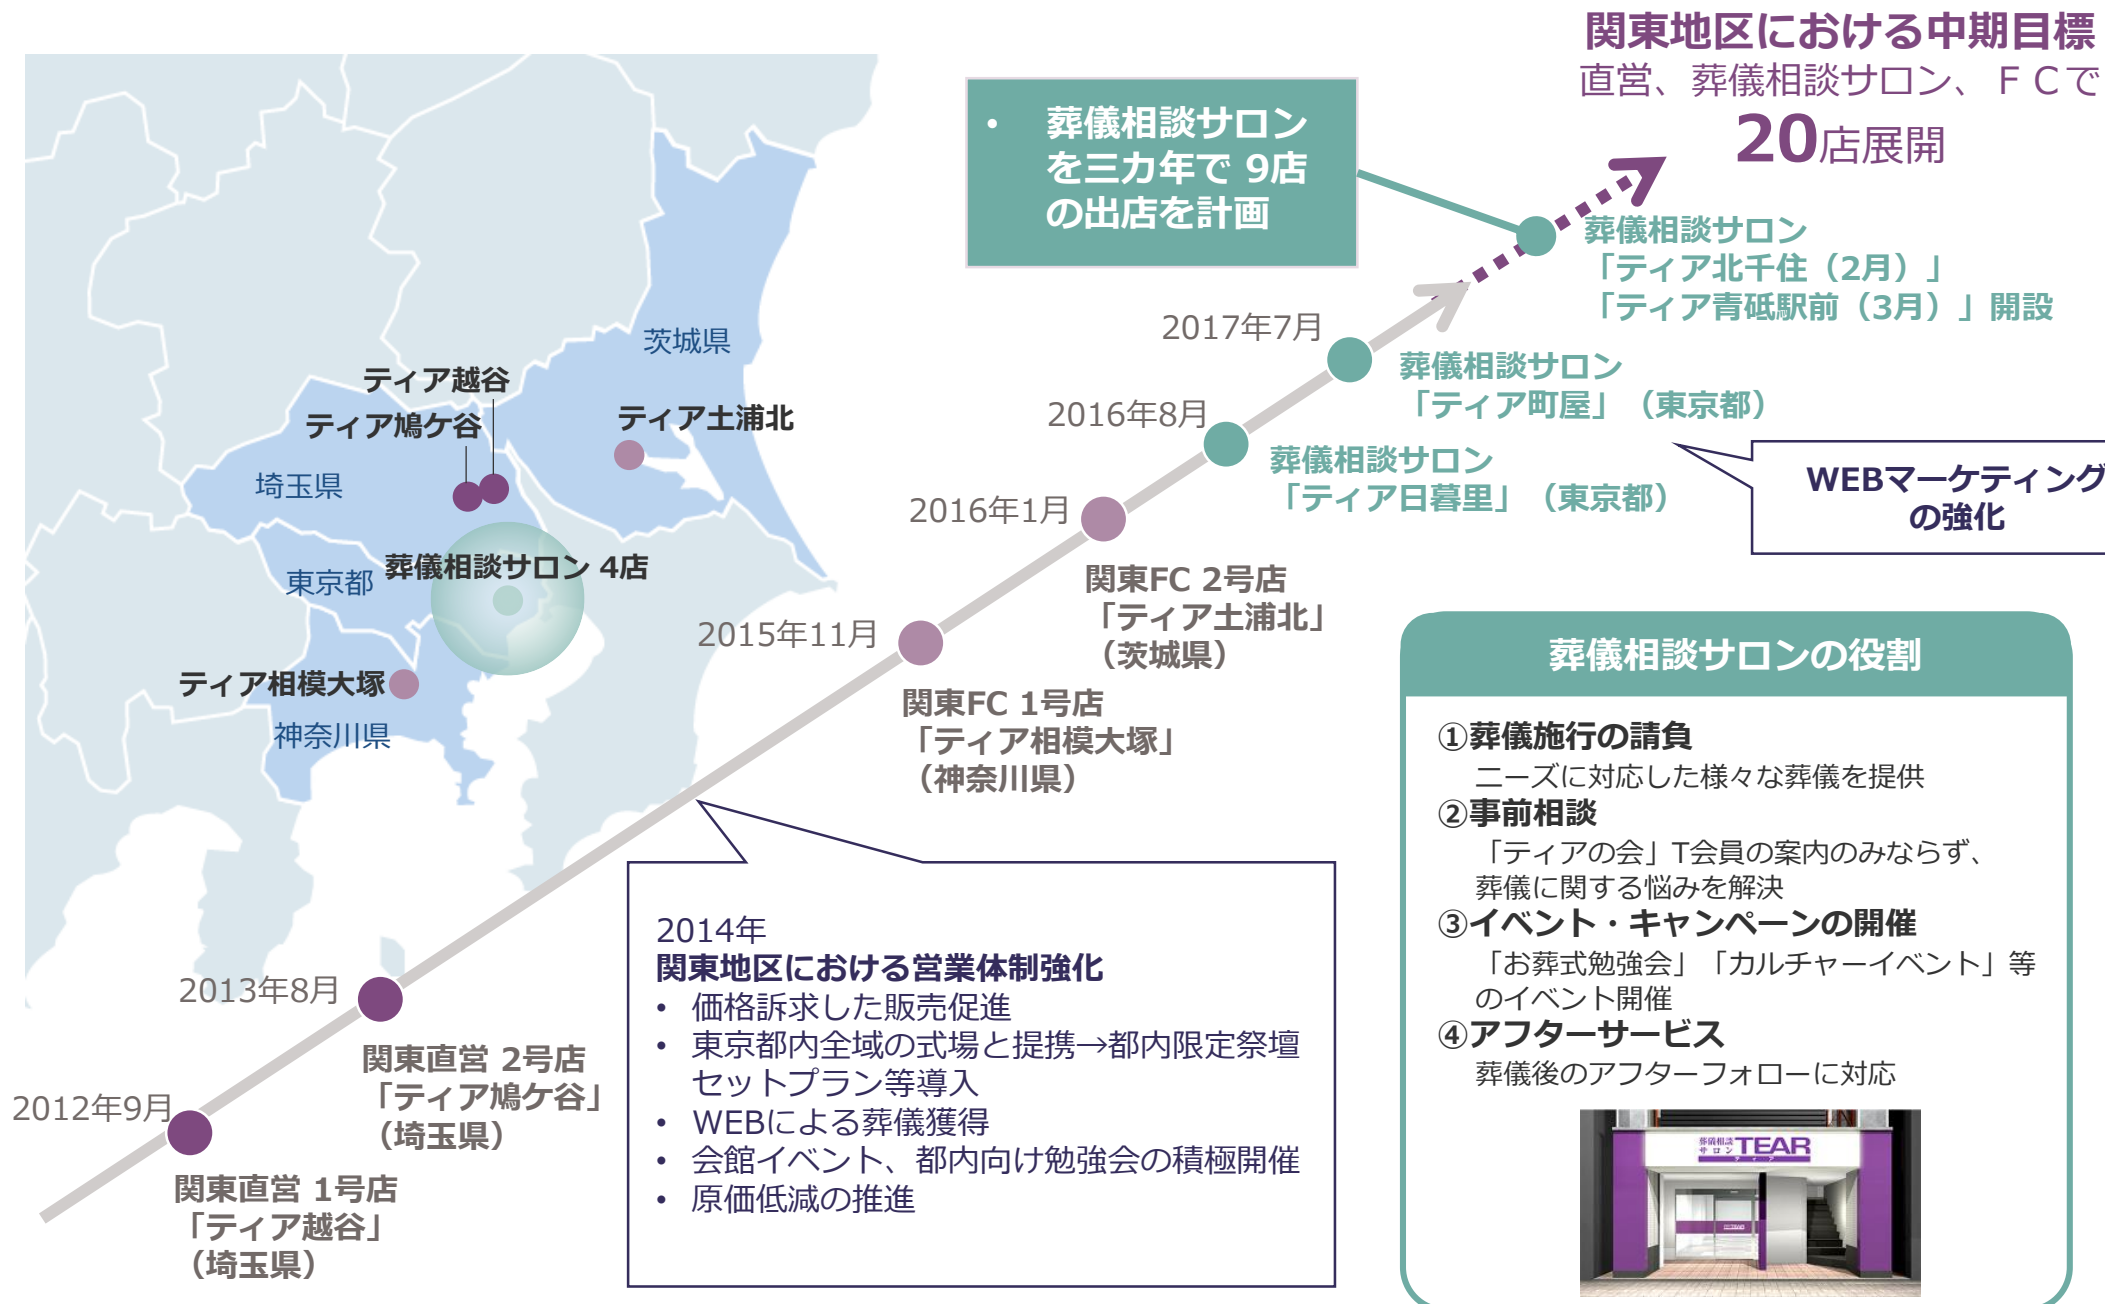 関東地区における中期目標
直営、葬儀相談サロン、ＦＣで
20店展開
• 葬儀相談サロン
を三カ年で 9店
の出店を計画
葬儀相談サロン
「ティア北千住（2月）」
「ティア青砥駅前（3月）」開設
2017年7月
葬儀相談サロン
「ティア町屋」（東京都）
2016年8月
葬儀相談サロン
「ティア日暮里」（東京都）
WEBマーケティング
の強化
2016年1月
関東FC 2号店
「ティア土浦北」
（茨城県）
2015年11月
関東FC 1号店
「ティア相模大塚」
（神奈川県）
茨城県
ティア越谷
ティア鳩ケ谷
ティア土浦北
埼玉県
葬儀相談サロン 4店
東京都
ティア相模大塚
神奈川県
2014年
関東地区における営業体制強化
• 価格訴求した販売促進
• 東京都内全域の式場と提携→都内限定祭壇
セットプラン等導入
• WEBによる葬儀獲得
• 会館イベント、都内向け勉強会の積極開催
• 原価低減の推進
2013年8月
関東直営 2号店
「ティア鳩ケ谷」
（埼玉県）
2012年9月
関東直営 1号店
「ティア越谷」
（埼玉県）
葬儀相談サロンの役割
①葬儀施行の請負
ニーズに対応した様々な葬儀を提供
②事前相談
「ティアの会」T会員の案内のみならず、
葬儀に関する悩みを解決
③イベント・キャンペーンの開催
「お葬式勉強会」「カルチャーイベント」等
のイベント開催
④アフターサービス
葬儀後のアフターフォローに対応
葬儀相談
サロン TEAR
ティア